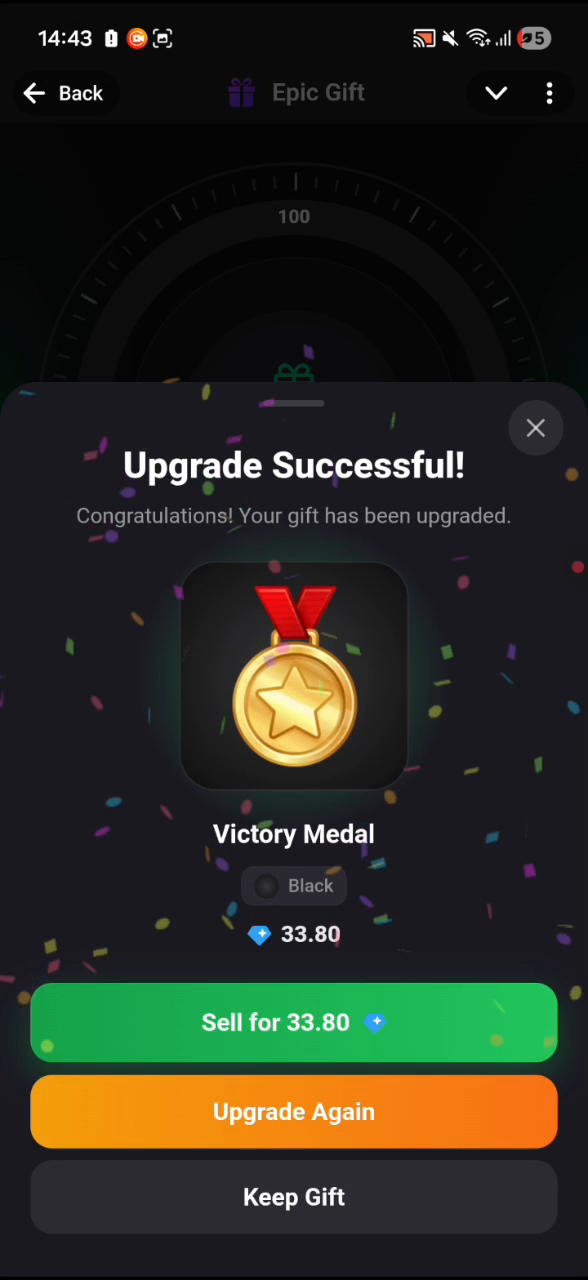 14:43
5
Back
Epic Gift
100
Upgrade Successful!
Congratulations! Your gift has been upgraded.
Victory Medal
Black
33.80
Sell for 33.80
Upgrade Again
Keep Gift